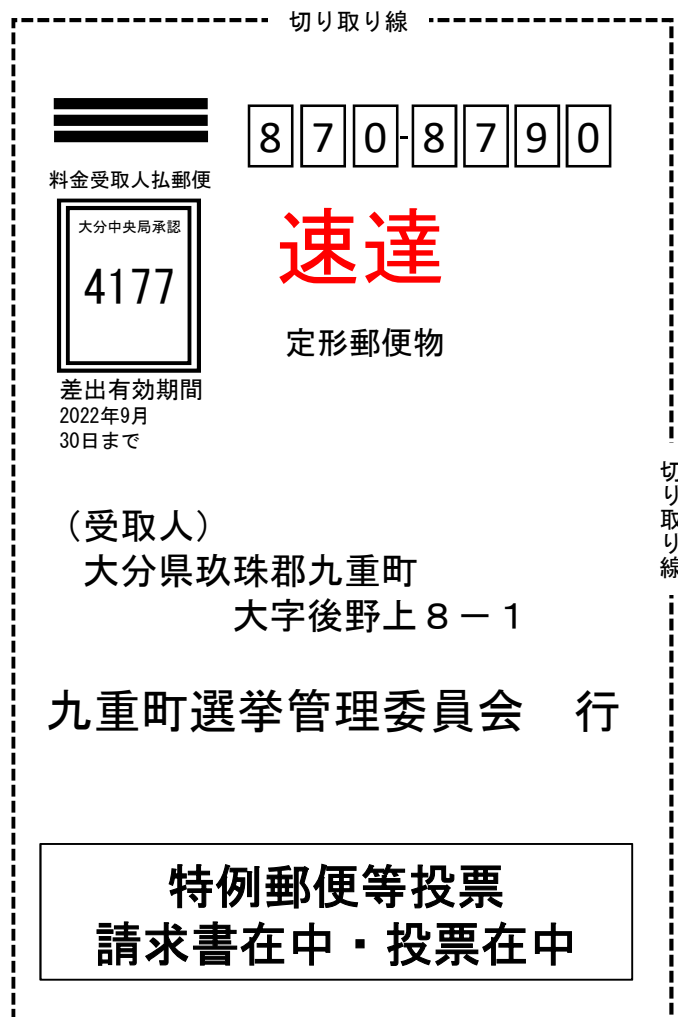 切り取り線
870-8790
料金受取人払郵便
大分中央局承認
4177
速達
定形郵便物
差出有効期間
2022年9月
30日まで
切り取り線
（受取人）
大分県玖珠郡九重町
大字後野上８－１
九重町選挙管理委員会　行
特例郵便等投票
請求書在中・投票在中